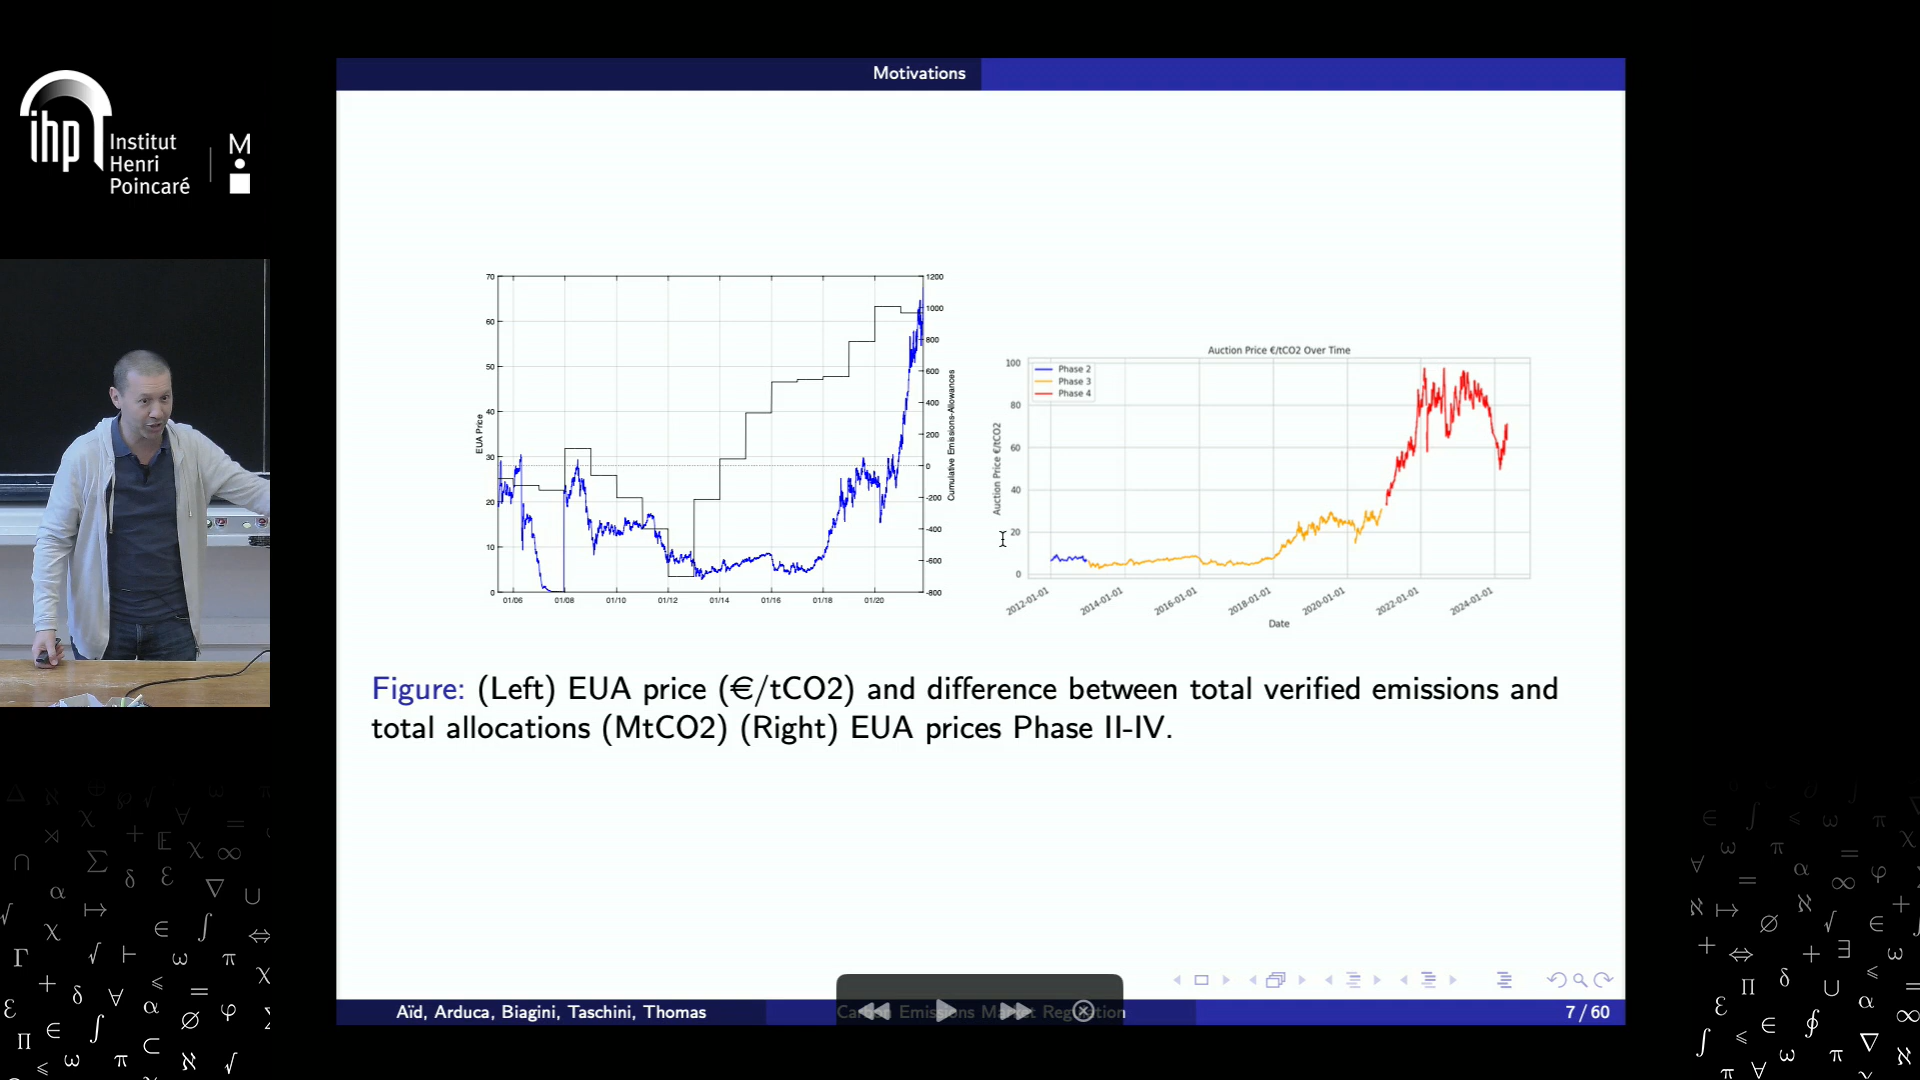 ihp
Institut
Henri
Poincaré
M
Motivations
70
60
50
40
30
20
10
0
EUA Price
1200
1000
800
600
400
200
0
-200
-400
-600
-800
Cumulative Emissions-Allowances
01/06 01/08 01/10 01/12 01/14 01/16 01/18 01/20
Auction Price €/tCO2 Over Time
Phase 2
Phase 3
Phase 4
100
80
60
40
20
0
Auction Price €/tCO2
2012-01-01 2014-01-01 2016-01-01 2018-01-01 2020-01-01 2022-01-01 2024-01-01
Date
Figure: (Left) EUA price (€/tCO2) and difference between total verified emissions and
total allocations (MtCO2) (Right) EUA prices Phase II-IV.
Aïd, Arduca, Biagini, Taschini, Thomas
Emissions
7 / 60